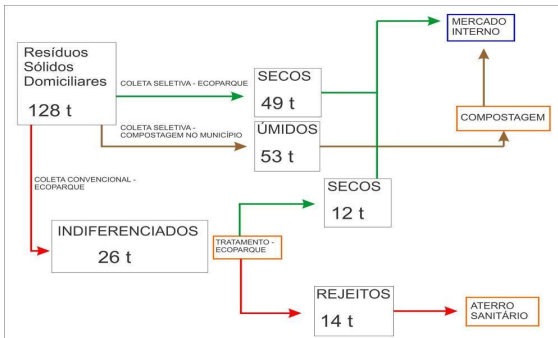 MERCADO
INTERNO
Resíduos
Sólidos
Domiciliares
128 t
COLETA SELETIVA - ECOPARQUE
SECOS
49 t
COLETA SELETIVA -
COMPOSTAGEM NO MUNICÍPIO
ÚMIDOS
53 t
COMPOSTAGEM
COLETA CONVENCIONAL -
ECOPARQUE
SECOS
12 t
INDIFERENCIADOS
26 t
TRATAMENTO -
ECOPARQUE
REJEITOS
14 t
ATERRO
SANITÁRIO